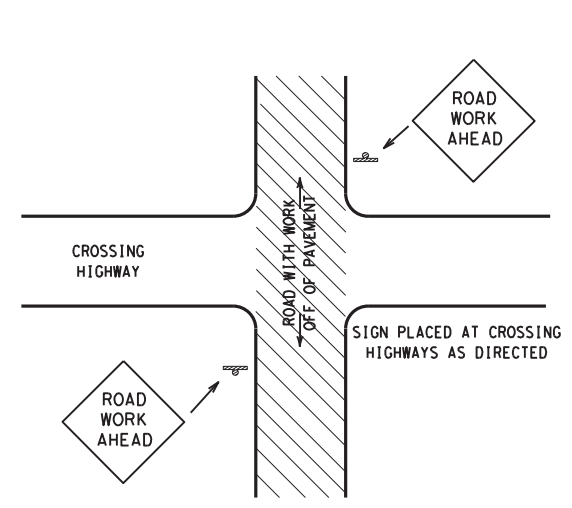 ROAD
WORK
AHEAD
CROSSING
HIGHWAY
ROAD WITH WORK
OFF OF PAVEMENT
SIGN PLACED AT CROSSING
HIGHWAYS AS DIRECTED
ROAD
WORK
AHEAD